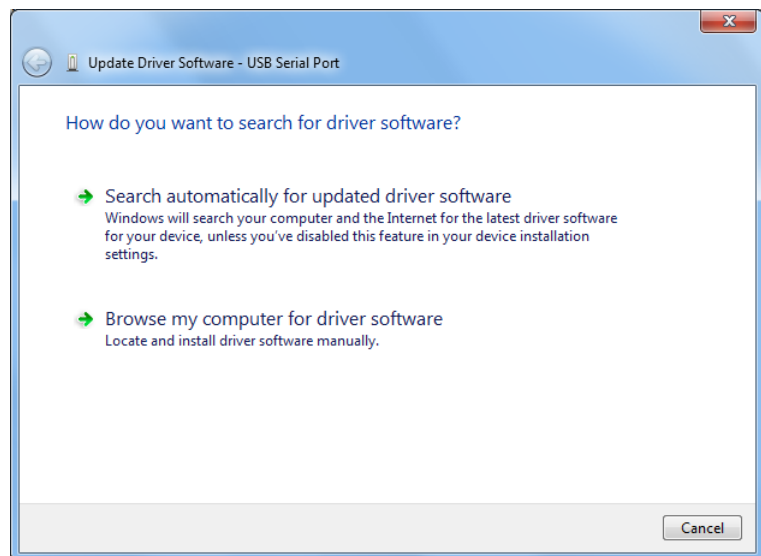 Update Driver Software - USB Serial Port
How do you want to search for driver software?
Search automatically for updated driver software
Windows will search your computer and the Internet for the latest driver software
for your device, unless you've disabled this feature in your device installation
settings.
Browse my computer for driver software
Locate and install driver software manually.
Cancel